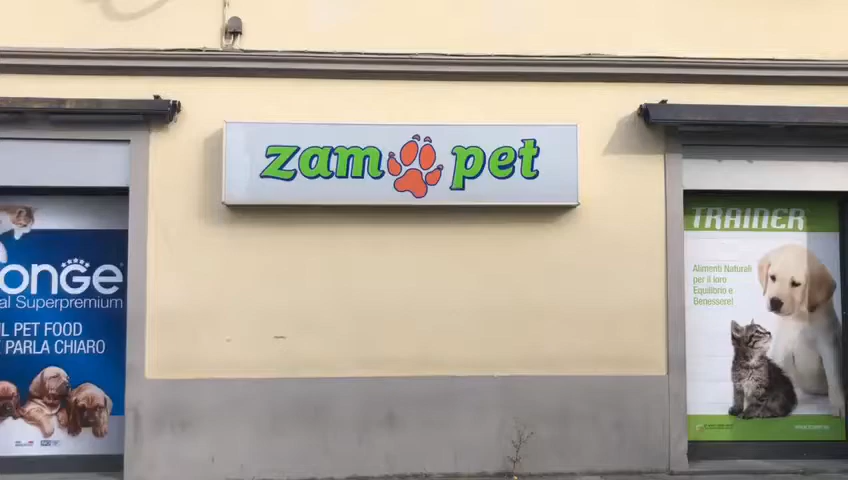 zam pet
onGe
al Superpremium
L PET FOOD
PARLA CHIARO
TRAINER
Alimenti Naturali
per il loro
Equilibrio e
Benessere!